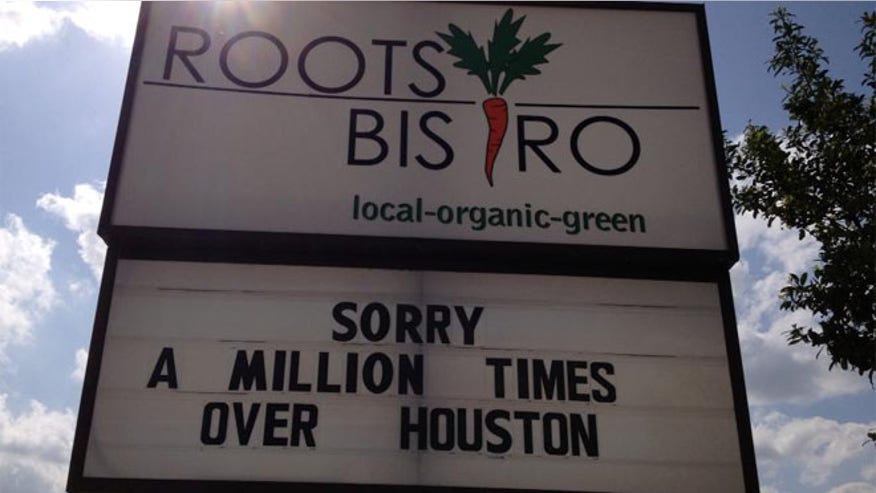 ROOTS
BISTRO
local-organic-green
SORRY
A MILLION TIMES
OVER HOUSTON